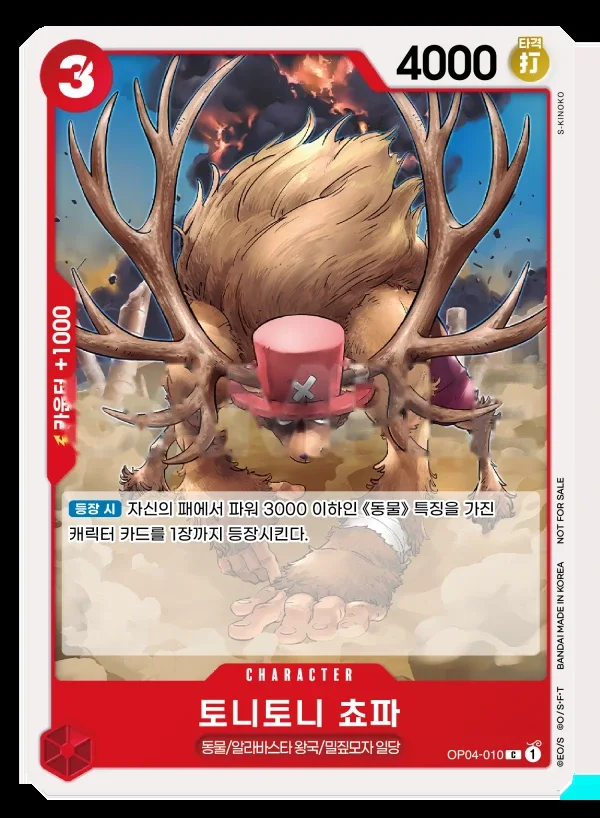 3
4000
타격
打
S-KINOKO
카운터 +1000
등장 시 자신의 패에서 파워 3000 이하인 《동물》 특징을 가진
캐릭터 카드를 1장까지 등장시킨다.
CHARACTER
토니토니 쵸파
동물/알라바스타 왕국/밀짚모자 일당
OP04-010 C 1
©EO/S ©O/S·F·T BANDAI MADE IN KOREA NOT FOR SALE